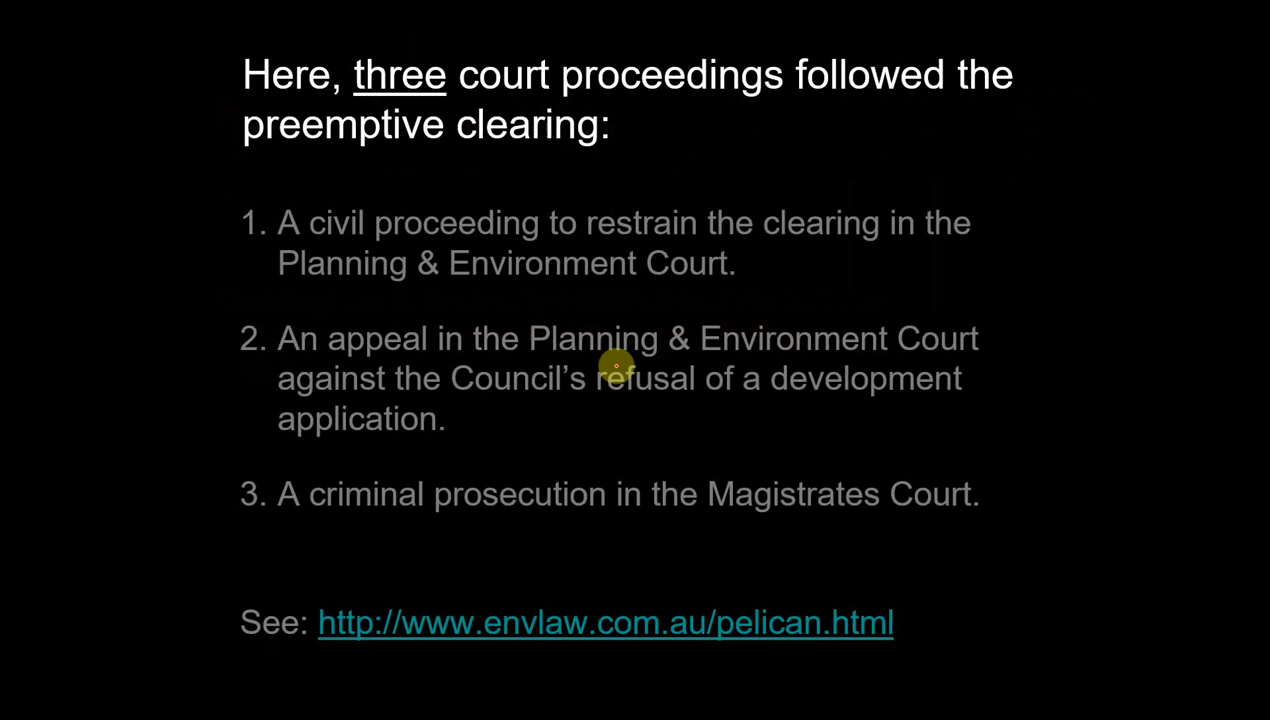 Here, three court proceedings followed the
preemptive clearing:
1. A civil proceeding to restrain the clearing in the
Planning & Environment Court.
2. An appeal in the Planning & Environment Court
against the Council’s refusal of a development
application.
3. A criminal prosecution in the Magistrates Court.
See: http://www.envlaw.com.au/pelican.html